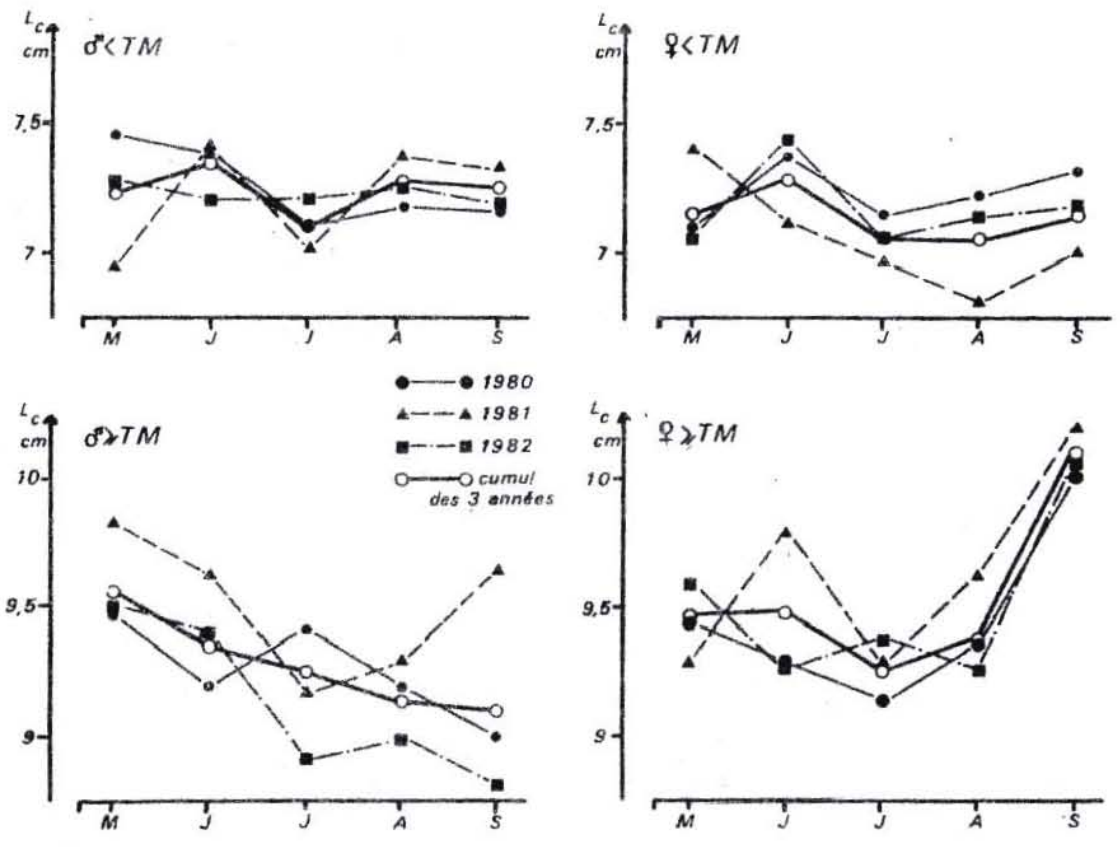 Lc
cm
♂<TM
7,5
7
M J J A S
Lc
cm
♀<TM
7,5
7
M J J A S
1980
1981
1982
cumul
des 3 années
Lc
cm
♂⩾TM
10
9,5
9
M J J A S
Lc
cm
♀⩾TM
10
9,5
9
M J J A S